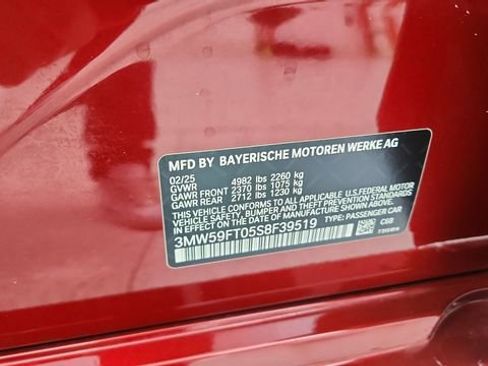 MFD BY BAYERISCHE MOTOREN WERKE AG
02/25
GVWR 4982 lbs 2260 kg
GAWR FRONT 2370 lbs 1075 kg
GAWR REAR 2712 lbs 1230 kg
THIS VEHICLE CONFORMS TO ALL APPLICABLE U.S.FEDERAL MOTOR
VEHICLE SAFETY, BUMPER, AND THEFT PREVENTION STANDARDS
IN EFFECT ON THE DATE OF MANUFACTURE SHOWN ABOVE.
3MW59FT05S8F39519 TYPE: PASSENGER CAR
C6B